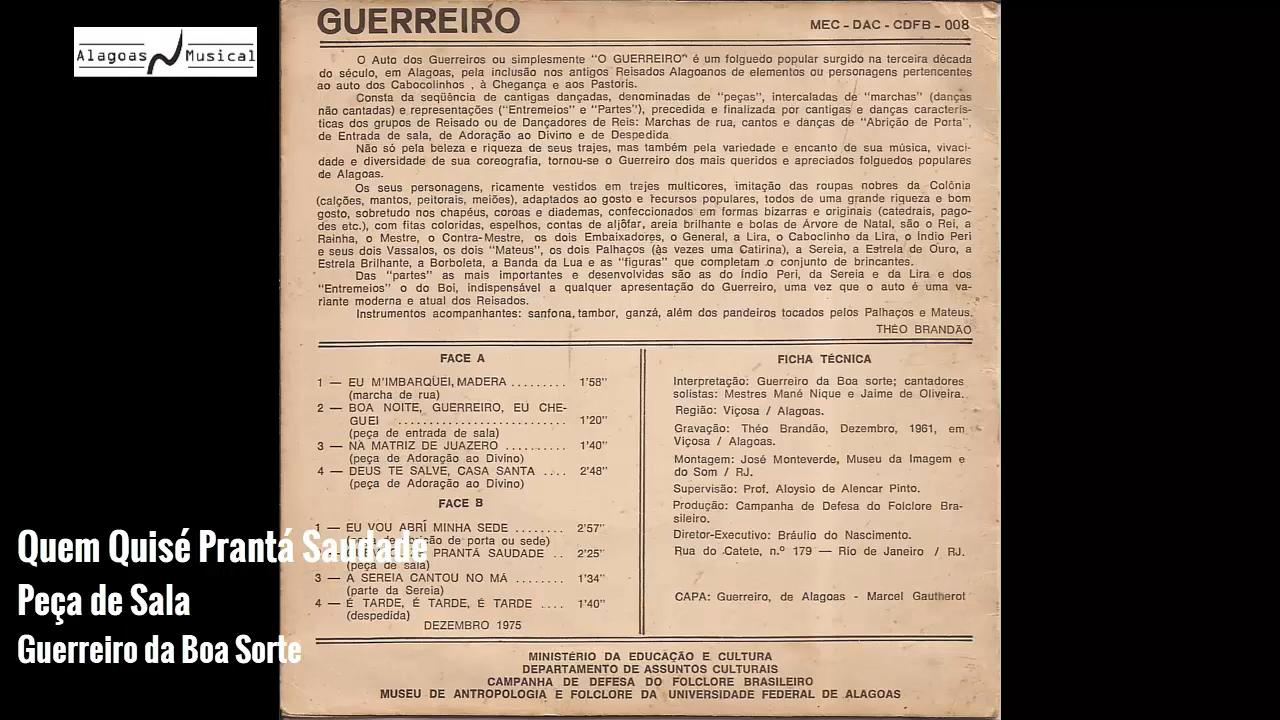 Alagoas Musical
GUERREIRO
MEC - DAC - CDFB - 008
O Auto dos Guerreiros ou simplesmente "O GUERREIRO" é um folguedo popular surgido na terceira década
do século, em Alagoas, pela inclusão nos antigos Reisados Alagoanos de elementos ou personagens pertencentes
ao auto dos Cabocolinhos , à Chegança e aos Pastoris.
Consta da seqüência de cantigas dançadas, denominadas de "peças", intercaladas de "marchas" (danças
não cantadas) e representações ("Entremeios" e "Partes"), precedida e finalizada por cantigas e danças caracterís-
ticas dos grupos de Reisado ou de Dançadores de Reis: Marchas de rua, cantos e danças de "Abrição de Porta",
de Entrada de sala, de Adoração ao Divino e de Despedida
Não só pela beleza e riqueza de seus trajes, mas também pela variedade e encanto de sua música, vivaci-
dade e diversidade de sua coreografia, tornou-se o Guerreiro dos mais queridos e apreciados folguedos populares
de Alagoas.
Os seus personagens, ricamente vestidos em trajes multicores, imitação das roupas nobres da Colônia
(calções, mantos, peitorais, meiões), adaptados ao gosto e recursos populares, todos de uma grande riqueza e bom
gosto, sobretudo nos chapéus, coroas e diademas, confeccionados em formas bizarras e originais (catedrais, pago-
des etc.), com fitas coloridas, espelhos, contas de aljôfar, areia brilhante e bolas de Árvore de Natal, são o Rei, a
Rainha, o Mestre, o Contra-Mestre, os dois Embaixadores, o General, a Lira, o Caboclinho da Lira, o Indio Peri
e seus dois Vassalos, os dois "Mateus", os dois Palhaços (às vezes uma Catirina), a Sereia, a Estrela de Ouro, a
Estrela Brilhante, a Borboleta, a Banda da Lua e as "figuras" que completam o conjunto de brincantes.
Das "partes" as mais importantes e desenvolvidas são as do Índio Peri, da Sereia e da Lira e dos
"Entremeios" o do Boi, indispensável a qualquer apresentação do Guerreiro, uma vez que o auto é uma va-
riante moderna e atual dos Reisados.
Instrumentos acompanhantes: sanfona, tambor, ganzá, além dos pandeiros tocados pelos Palhaços e Mateus.
THÉO BRANDÃO
FACE A
1 — EU M'IMBARQUEI, MADERA ......... 1'58"
(marcha de rua)
2 — BOA NOITE, GUERREIRO, EU CHE-
GUEI ........................... 1'20"
(peça de entrada de sala)
3 — NA MATRIZ DE JUAZERO .......... 1'40"
(peça de Adoração ao Divino)
4 — DEUS TE SALVE, CASA SANTA .... 2'48"
(peça de Adoração ao Divino)
FACE B
1 — EU VOU ABRÍ MINHA SEDE ........ 2'57"
de porta ou sede)
PRANTÁ SAUDADE .. 2'25"
(peça de sala)
3 — A SEREIA CANTOU NO MÁ ........ 1'34"
(parte da Sereia)
4 — É TARDE, É TARDE, É TARDE .... 1'40"
(despedida)
DEZEMBRO 1975
FICHA TÉCNICA
Interpretação: Guerreiro da Boa sorte; cantadores
solistas: Mestres Mané Nique e Jaime de Oliveira.
Região: Viçosa / Alagoas.
Gravação: Théo Brandão, Dezembro, 1961, em
Viçosa / Alagoas.
Montagem: José Monteverde, Museu da Imagem e
do Som / RJ.
Supervisão: Prof. Aloysio de Alencar Pinto.
Produção: Campanha de Defesa do Folclore Bra-
sileiro.
Diretor-Executivo: Bráulio do Nascimento.
Rua do Catete, n.º 179 — Rio de Janeiro / RJ.
CAPA: Guerreiro, de Alagoas - Marcel Gautherot
MINISTÉRIO DA EDUCAÇÃO E CULTURA
DEPARTAMENTO DE ASSUNTOS CULTURAIS
CAMPANHA DE DEFESA DO FOLCLORE BRASILEIRO
MUSEU DE ANTROPOLOGIA E FOLCLORE DA UNIVERSIDADE FEDERAL DE ALAGOAS
Quem Quisé Prantá Saudade
Peça de Sala
Guerreiro da Boa Sorte